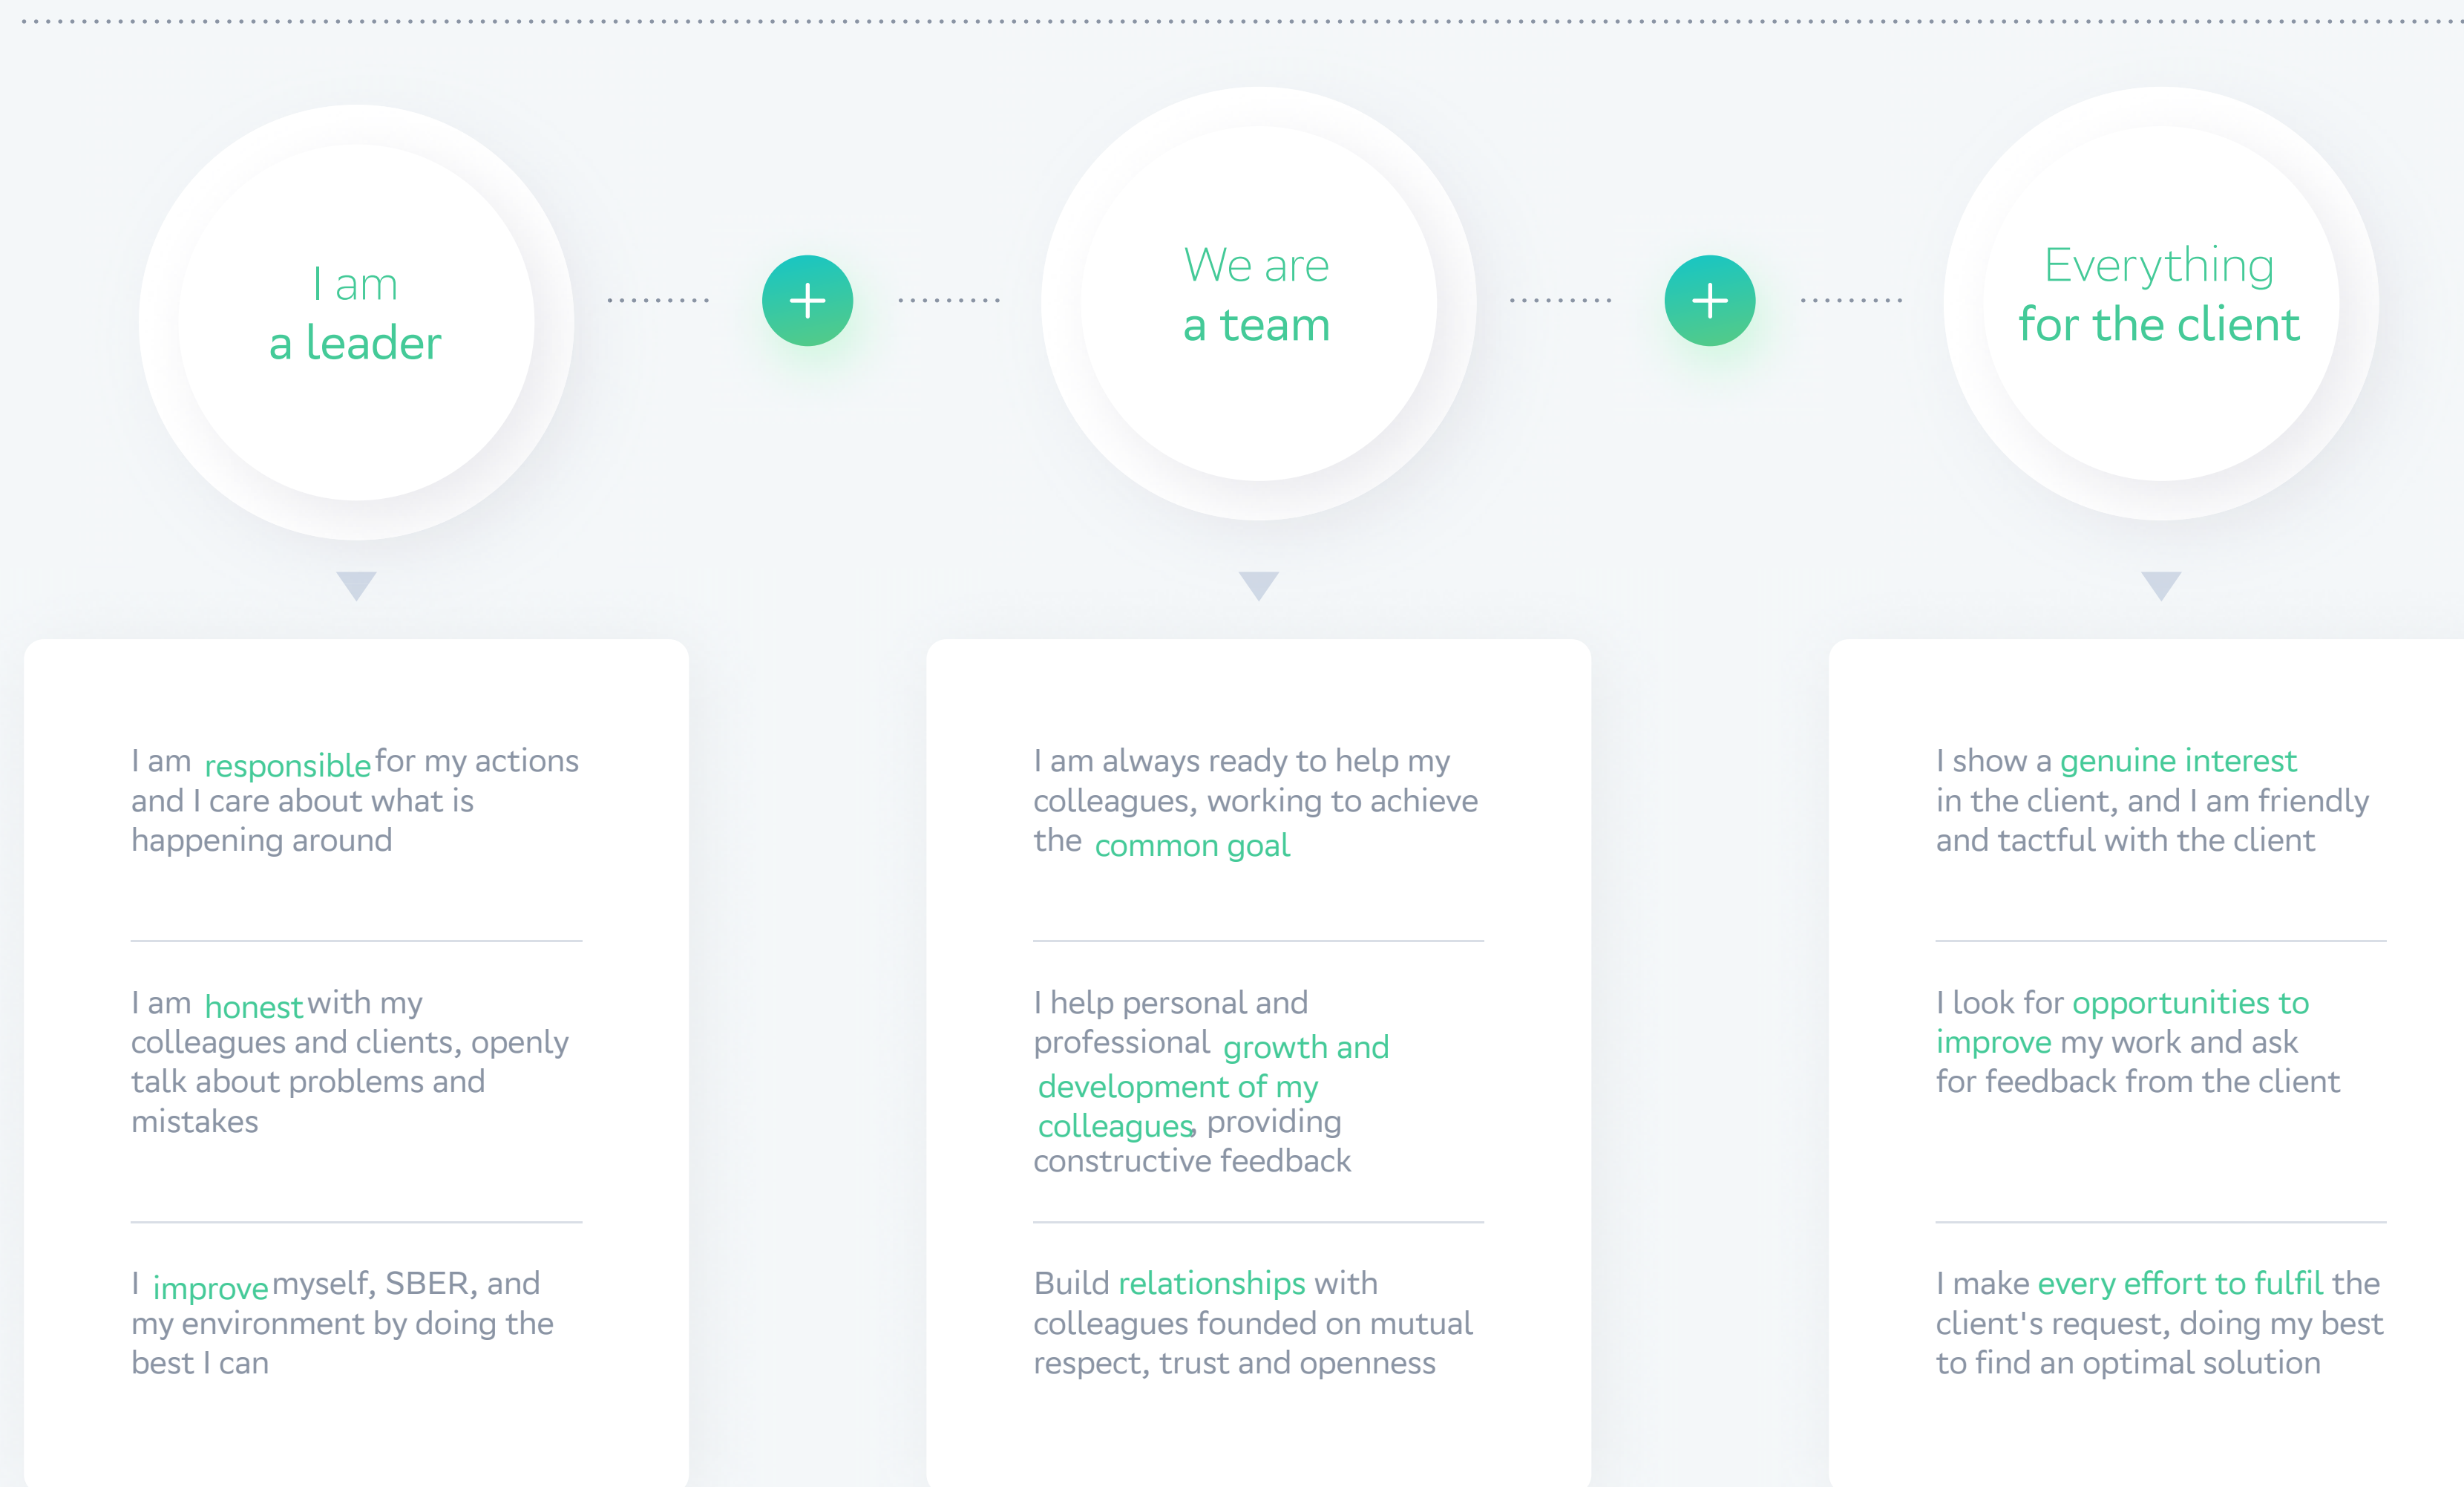 I am
a leader
We are
a team
Everything
for the client
I am responsible for my actions
and I care about what is
happening around
I am honest with my
colleagues and clients, openly
talk about problems and
mistakes
I improve myself, SBER, and
my environment by doing the
best I can
I am always ready to help my
colleagues, working to achieve
the common goal
I help personal and
professional growth and
development of my
colleagues, providing
constructive feedback
Build relationships with
colleagues founded on mutual
respect, trust and openness
I show a genuine interest
in the client, and I am friendly
and tactful with the client
I look for opportunities to
improve my work and ask
for feedback from the client
I make every effort to fulfil the
client's request, doing my best
to find an optimal solution